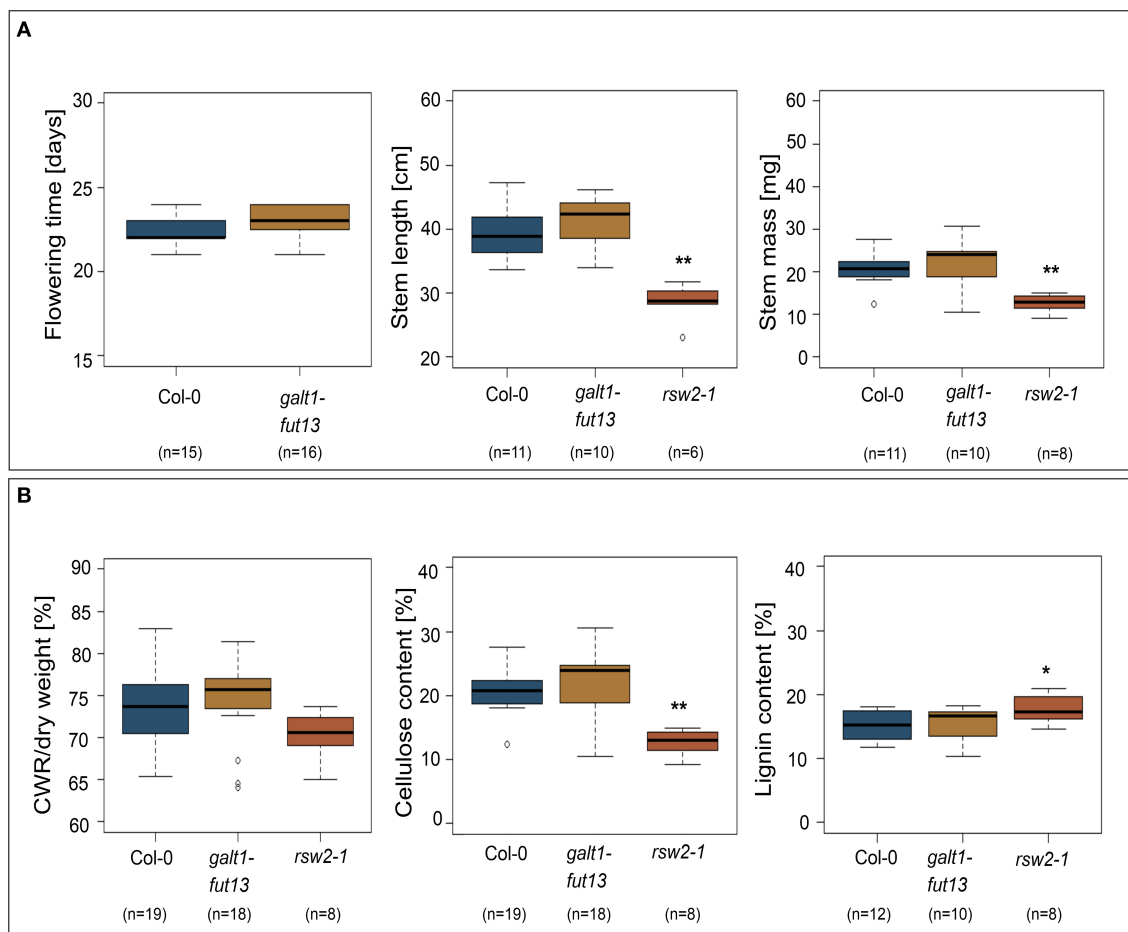 A
Flowering time [days]
30
25
20
15
Col-0
galt1-
fut13
(n=15)
(n=16)
Stem length [cm]
60
50
40
30
20
**
Col-0
galt1-
fut13
rsw2-1
(n=11)
(n=10)
(n=6)
Stem mass [mg]
60
50
40
30
20
10
0
**
Col-0
galt1-
fut13
rsw2-1
(n=11)
(n=10)
(n=8)
B
CWR/dry weight [%]
90
85
80
75
70
65
60
Col-0
galt1-
fut13
rsw2-1
(n=19)
(n=18)
(n=8)
Cellulose content [%]
40
30
20
10
0
**
Col-0
galt1-
fut13
rsw2-1
(n=19)
(n=18)
(n=8)
Lignin content [%]
40
30
20
10
0
*
Col-0
galt1-
fut13
rsw2-1
(n=12)
(n=10)
(n=8)